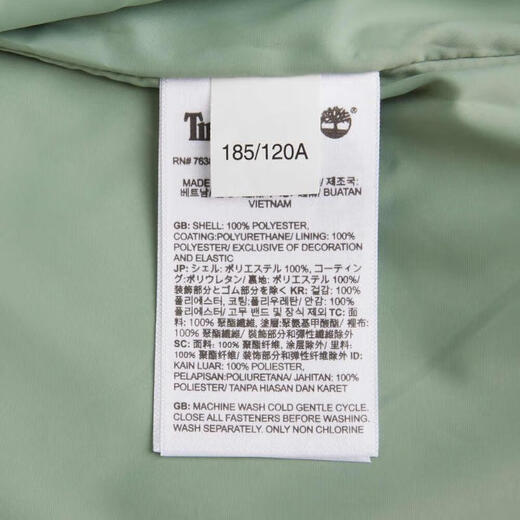 185/120A
®
RN# 763
MADE / 제조국:
베트남/ / BUATAN
VIETNAM
GB: SHELL: 100% POLYESTER,
COATING:POLYURETHANE/ LINING: 100%
POLYESTER/ EXCLUSIVE OF DECORATION
AND ELASTIC
JP: シェル: ポリエステル 100%, コーティン
グ:ポリウレタン/ 裏地: ポリエステル 100%/
装飾部分とゴム部分を除く KR: 겉감: 100%
폴리에스터, 코팅:폴리우레탄/ 안감: 100%
폴리에스터/ 고무 밴드 및 장식 제외 TC: 面
料: 100% 聚酯纖維, 塗層:聚氨基甲酸酯/ 裡布:
100% 聚酯纖維/ 裝飾部分和彈性纖維除外
SC: 面料: 100% 聚酯纤维, 涂层除外/ 里料:
100% 聚酯纤维/ 装饰部分和弹性纤维除外 ID:
KAIN LUAR: 100% POLIESTER,
PELAPISAN:POLIURETANA/ JAHITAN: 100%
POLIESTER/ TANPA HIASAN DAN KARET
GB: MACHINE WASH COLD GENTLE CYCLE.
CLOSE ALL FASTENERS BEFORE WASHING.
WASH SEPARATELY. ONLY NON CHLORINE